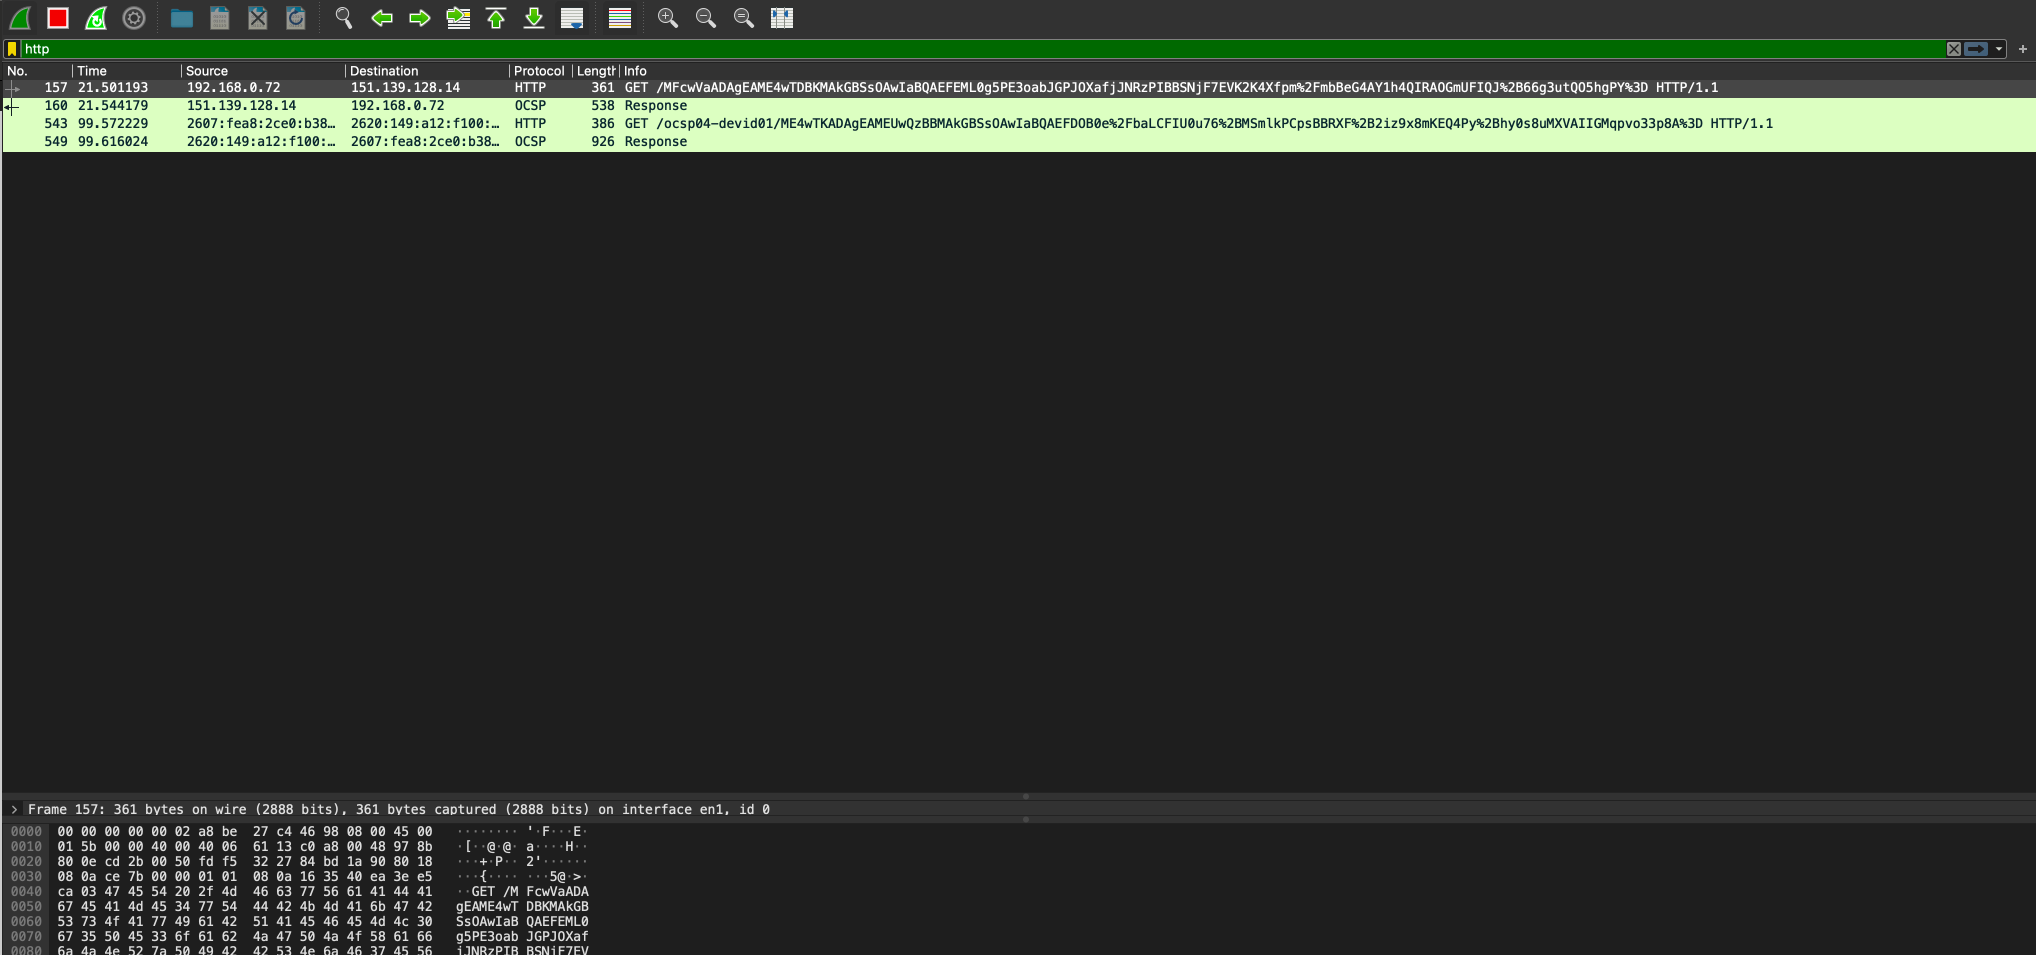 http
No. Time Source Destination Protocol Length Info
157 21.501193 192.168.0.72 151.139.128.14 HTTP 361 GET /MFcwVaADAgEAME4wTDBKMAkGBSsOAwIaBQAEFEML0g5PE3oabJGPJOXafjJNRzPIBBSNjF7EVK2K4Xfpm%2FmbBeG4AY1h4QIRAOGmUFIQJ%2B66g3utQO5hgPY%3D HTTP/1.1
160 21.544179 151.139.128.14 192.168.0.72 OCSP 538 Response
543 99.572229 2607:fea8:2ce0:b38… 2620:149:a12:f100:… HTTP 386 GET /ocsp04-devid01/ME4wTKADAgEAMEUwQzBBMAkGBSsOAwIaBQAEFDOB0e%2FbaLCFIU0u76%2BMSmlkPCpsBBRXF%2B2iz9x8mKEQ4Py%2Bhy0s8uMXVAIIGMqpvo33p8A%3D HTTP/1.1
549 99.616024 2620:149:a12:f100:… 2607:fea8:2ce0:b38… OCSP 926 Response
Frame 157: 361 bytes on wire (2888 bits), 361 bytes captured (2888 bits) on interface en1, id 0
0000 00 00 00 00 00 02 a8 be 27 c4 46 98 08 00 45 00 ········ '·F···E·
0010 01 5b 00 00 40 00 40 06 61 13 c0 a8 00 48 97 8b ·[··@·@· a····H··
0020 80 0e cd 2b 00 50 fd f5 32 27 84 bd 1a 90 80 18 ···+·P·· 2'······
0030 08 0a ce 7b 00 00 01 01 08 0a 16 35 40 ea 3e e5 ···{···· ···5@·>·
0040 ca 03 47 45 54 20 2f 4d 46 63 77 56 61 41 44 41 ··GET /M FcwVaADA
0050 67 45 41 4d 45 34 77 54 44 42 4b 4d 41 6b 47 42 gEAME4wT DBKMAkGB
0060 53 73 4f 41 77 49 61 42 51 41 45 46 45 4d 4c 30 SsOAwIaB QAEFEML0
0070 67 35 50 45 33 6f 61 62 4a 47 50 4a 4f 58 61 66 g5PE3oab JGPJOXaf
0080 6a 4a 4e 52 7a 50 49 42 42 53 4e 6a 46 37 45 56 jJNRzPIB BSNjF7EV